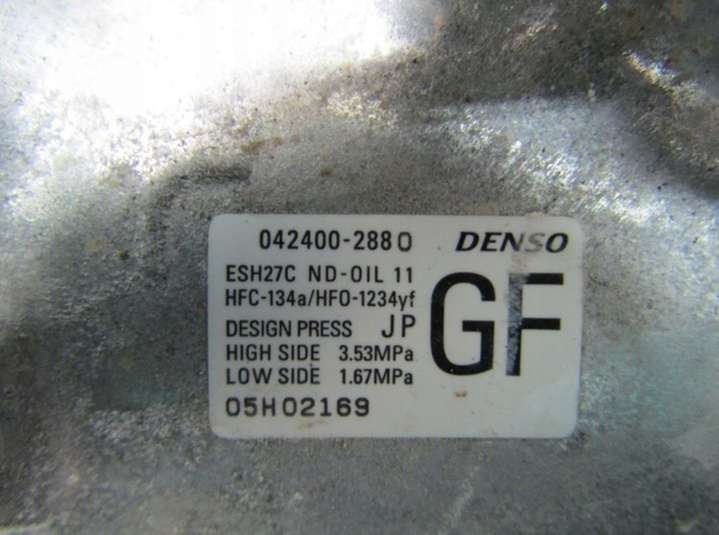 042400-2880 DENSO
ESH27C ND-OIL 11
HFC-134a/HFO-1234yf
DESIGN PRESS JP
HIGH SIDE 3.53MPa
LOW SIDE 1.67MPa
05H02169
GF